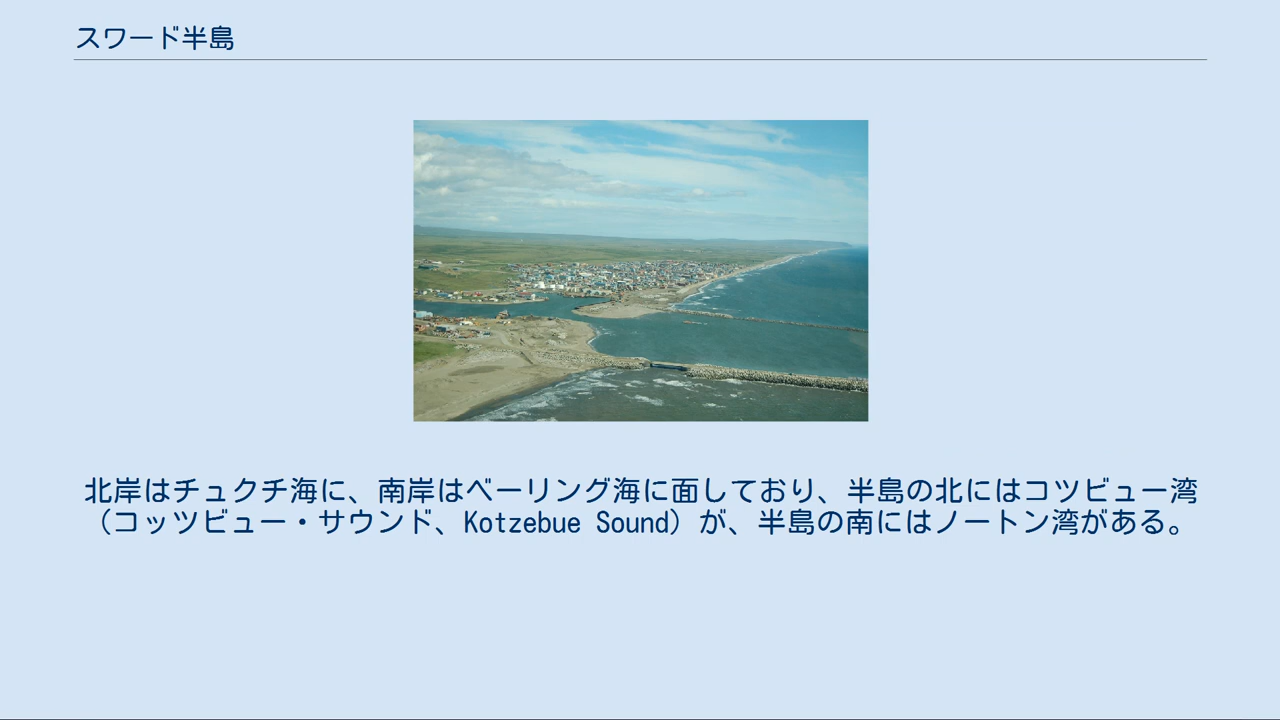 スワード半島
北岸はチュクチ海に、南岸はベーリング海に面しており、半島の北にはコツビュー湾
（コッツビュー・サウンド、Kotzebue Sound）が、半島の南にはノートン湾がある。